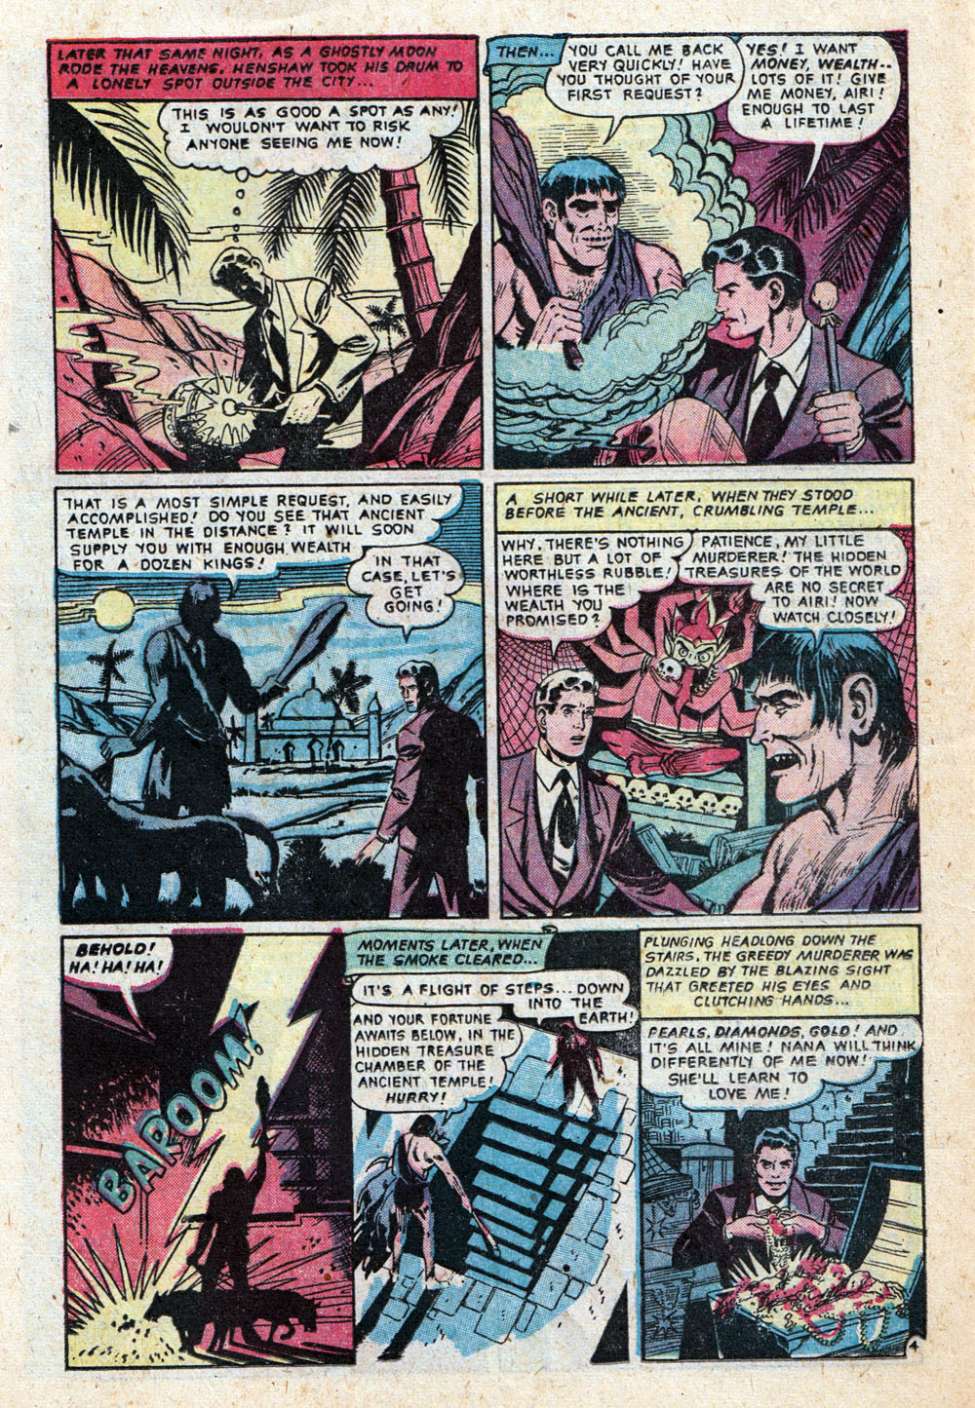 LATER THAT SAME NIGHT, AS A GHOSTLY MOON
RODE THE HEAVENS, HENSHAW TOOK HIS DRUM TO
A LONELY SPOT OUTSIDE THE CITY...
THIS IS AS GOOD A SPOT AS ANY!
I WOULDN'T WANT TO RISK
ANYONE SEEING ME NOW!
THEN...
YOU CALL ME BACK
VERY QUICKLY! HAVE
YOU THOUGHT OF YOUR
FIRST REQUEST?
YES! I WANT
MONEY, WEALTH--
LOTS OF IT! GIVE
ME MONEY, AIRI!
ENOUGH TO LAST
A LIFETIME!
THAT IS A MOST SIMPLE REQUEST, AND EASILY
ACCOMPLISHED! DO YOU SEE THAT ANCIENT
TEMPLE IN THE DISTANCE? IT WILL SOON
SUPPLY YOU WITH ENOUGH WEALTH
FOR A DOZEN KINGS!
IN THAT
CASE, LET'S
GET
GOING!
A SHORT WHILE LATER, WHEN THEY STOOD
BEFORE THE ANCIENT, CRUMBLING TEMPLE...
WHY, THERE'S NOTHING
HERE BUT A LOT OF
WORTHLESS RUBBLE!
WHERE IS THE
WEALTH YOU
PROMISED?
PATIENCE, MY LITTLE
MURDERER! THE HIDDEN
TREASURES OF THE WORLD
ARE NO SECRET
TO AIRI! NOW
WATCH CLOSELY!
BEHOLD!
HA! HA! HA!
BAROOOM!
MOMENTS LATER, WHEN
THE SMOKE CLEARED...
IT'S A FLIGHT OF STEPS...DOWN
INTO THE
EARTH!
AND YOUR FORTUNE
AWAITS BELOW, IN THE
HIDDEN TREASURE
CHAMBER OF THE
ANCIENT TEMPLE!
HURRY!
PLUNGING HEADLONG DOWN THE
STAIRS, THE GREEDY MURDERER WAS
DAZZLED BY THE BLAZING SIGHT
THAT GREETED HIS EYES AND
CLUTCHING HANDS...
PEARLS, DIAMONDS, GOLD! AND
IT'S ALL MINE! NANA WILL THINK
DIFFERENTLY OF ME NOW!
SHE'LL LEARN TO
LOVE ME!
4